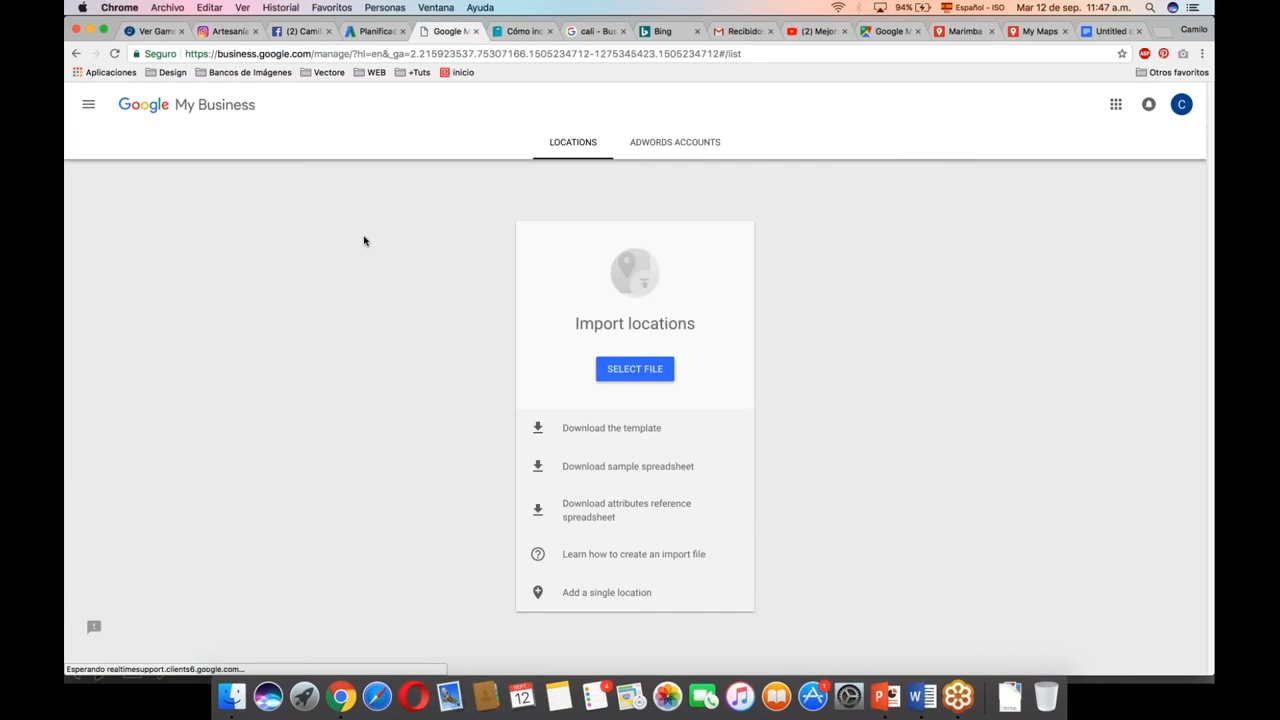 Chrome Archivo Editar Ver Historial Favoritos Personas Ventana Ayuda 94% Español - ISO Mar 12 de sep. 11:47 a.m.
Ver Gam Artesanía (2) Camil Planificac Google M Cómo inc cali - Bus Bing Recibidos (2) Mejor Google M Marimba My Maps Untitled Camilo
Seguro https://business.google.com/manage/?hl=en&_ga=2.215923537.75307166.1505234712-1275345423.1505234712#/list
Aplicaciones Design Bancos de Imágenes Vectore WEB +Tuts inicio Otros favoritos
Google My Business C
LOCATIONS ADWORDS ACCOUNTS
Import locations
SELECT FILE
Download the template
Download sample spreadsheet
Download attributes reference
spreadsheet
Learn how to create an import file
Add a single location
Esperando realtimesupport.clients6.google.com...